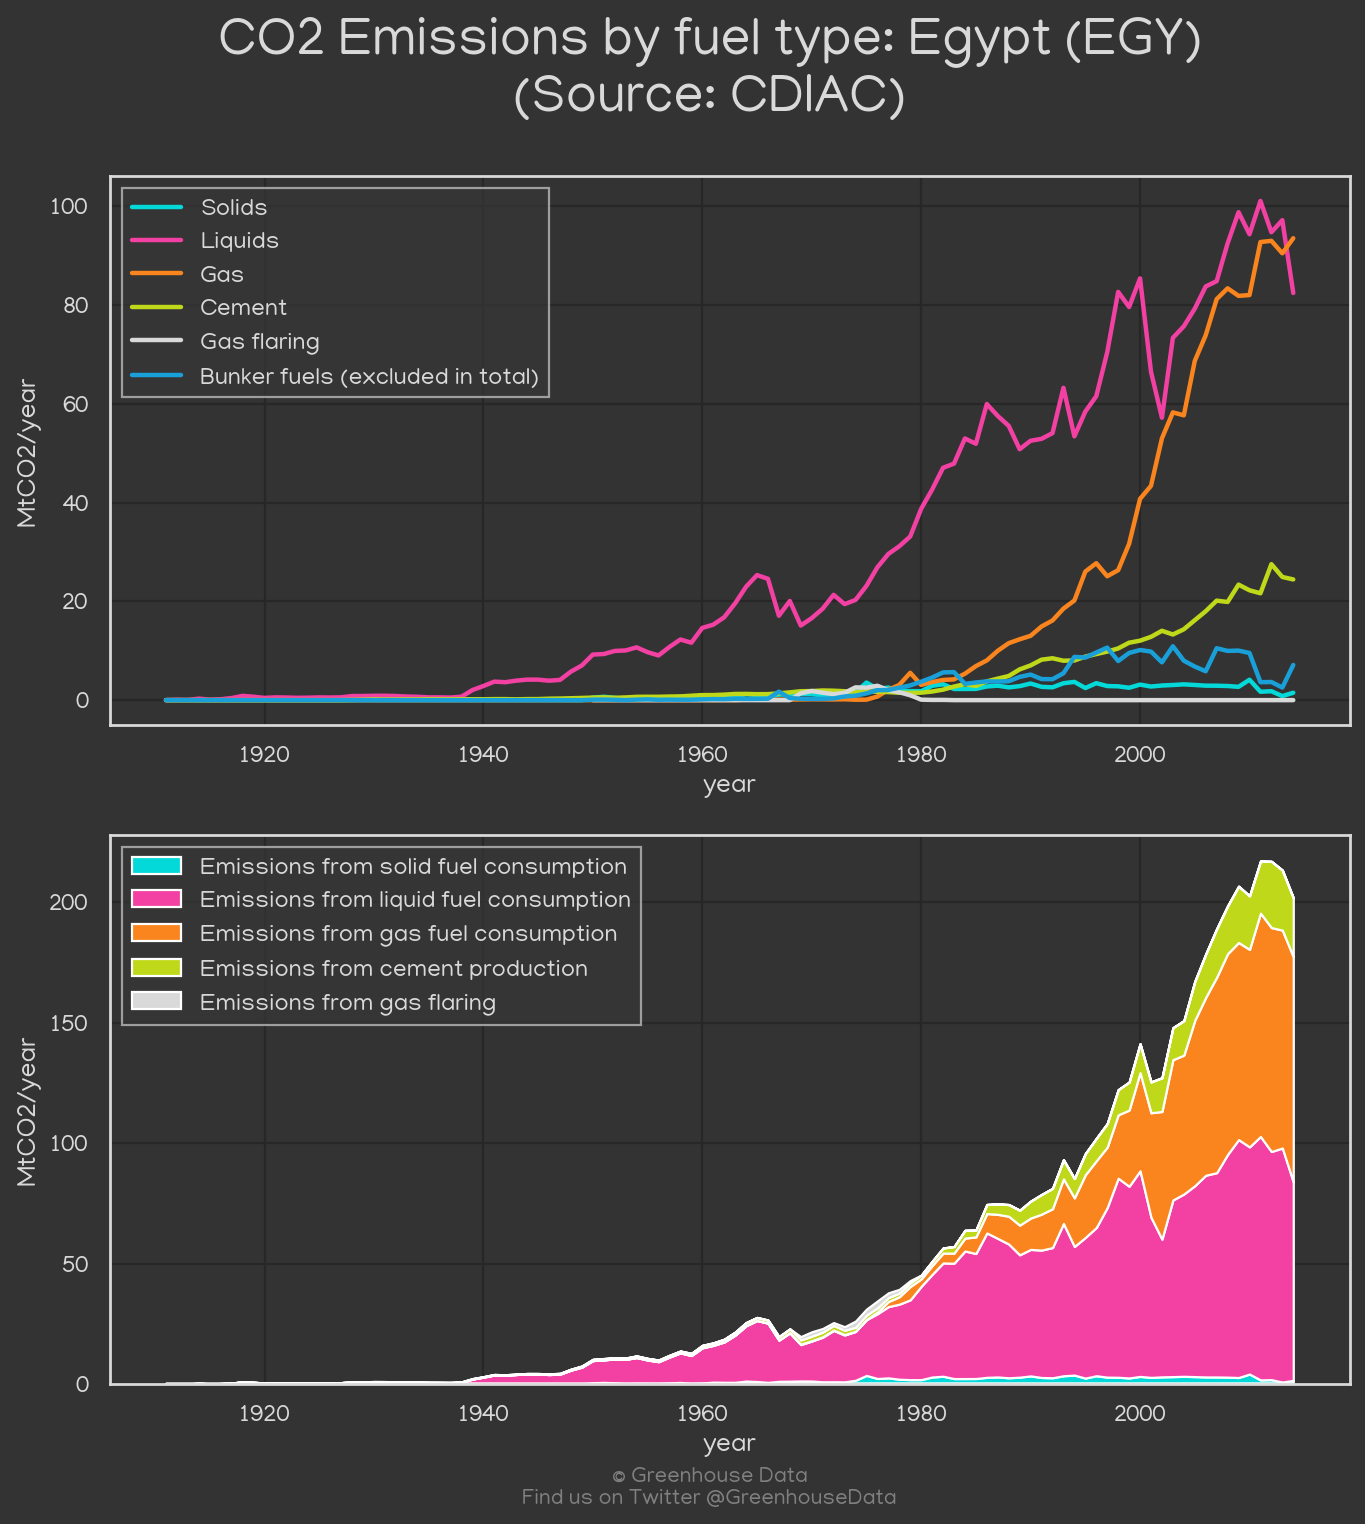 CO2 Emissions by fuel type: Egypt (EGY)
(Source: CDIAC)
MtCO2/year
100
80
60
40
20
0
Solids
Liquids
Gas
Cement
Gas flaring
Bunker fuels (excluded in total)
1920 1940 1960 1980 2000
year
MtCO2/year
200
150
100
50
0
Emissions from solid fuel consumption
Emissions from liquid fuel consumption
Emissions from gas fuel consumption
Emissions from cement production
Emissions from gas flaring
1920 1940 1960 1980 2000
year
© Greenhouse Data
Find us on Twitter @GreenhouseData